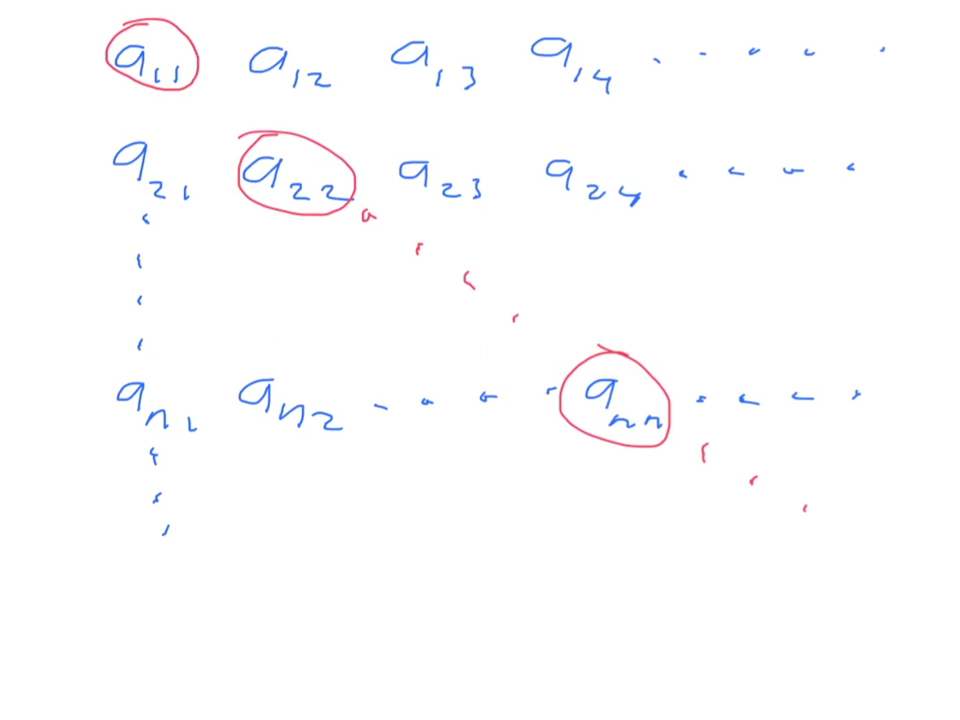 a₁₁ a₁₂ a₁₃ a₁₄ . . . . .
a₂₁ a₂₂ a₂₃ a₂₄ . . . .
aₙ₁ aₙ₂ . . . . aₙₙ . . . .